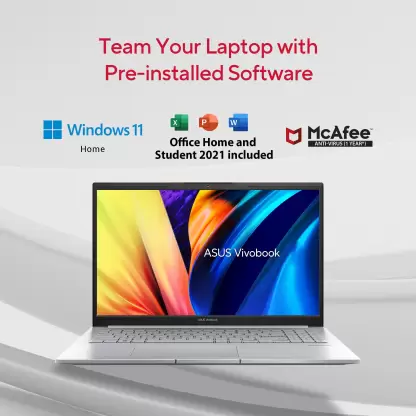 Team Your Laptop with
Pre-installed Software
Windows 11
Home
X P W
Office Home and
Student 2021 included
McAfee™
ANTI-VIRUS (1 YEAR*)
ASUS Vivobook